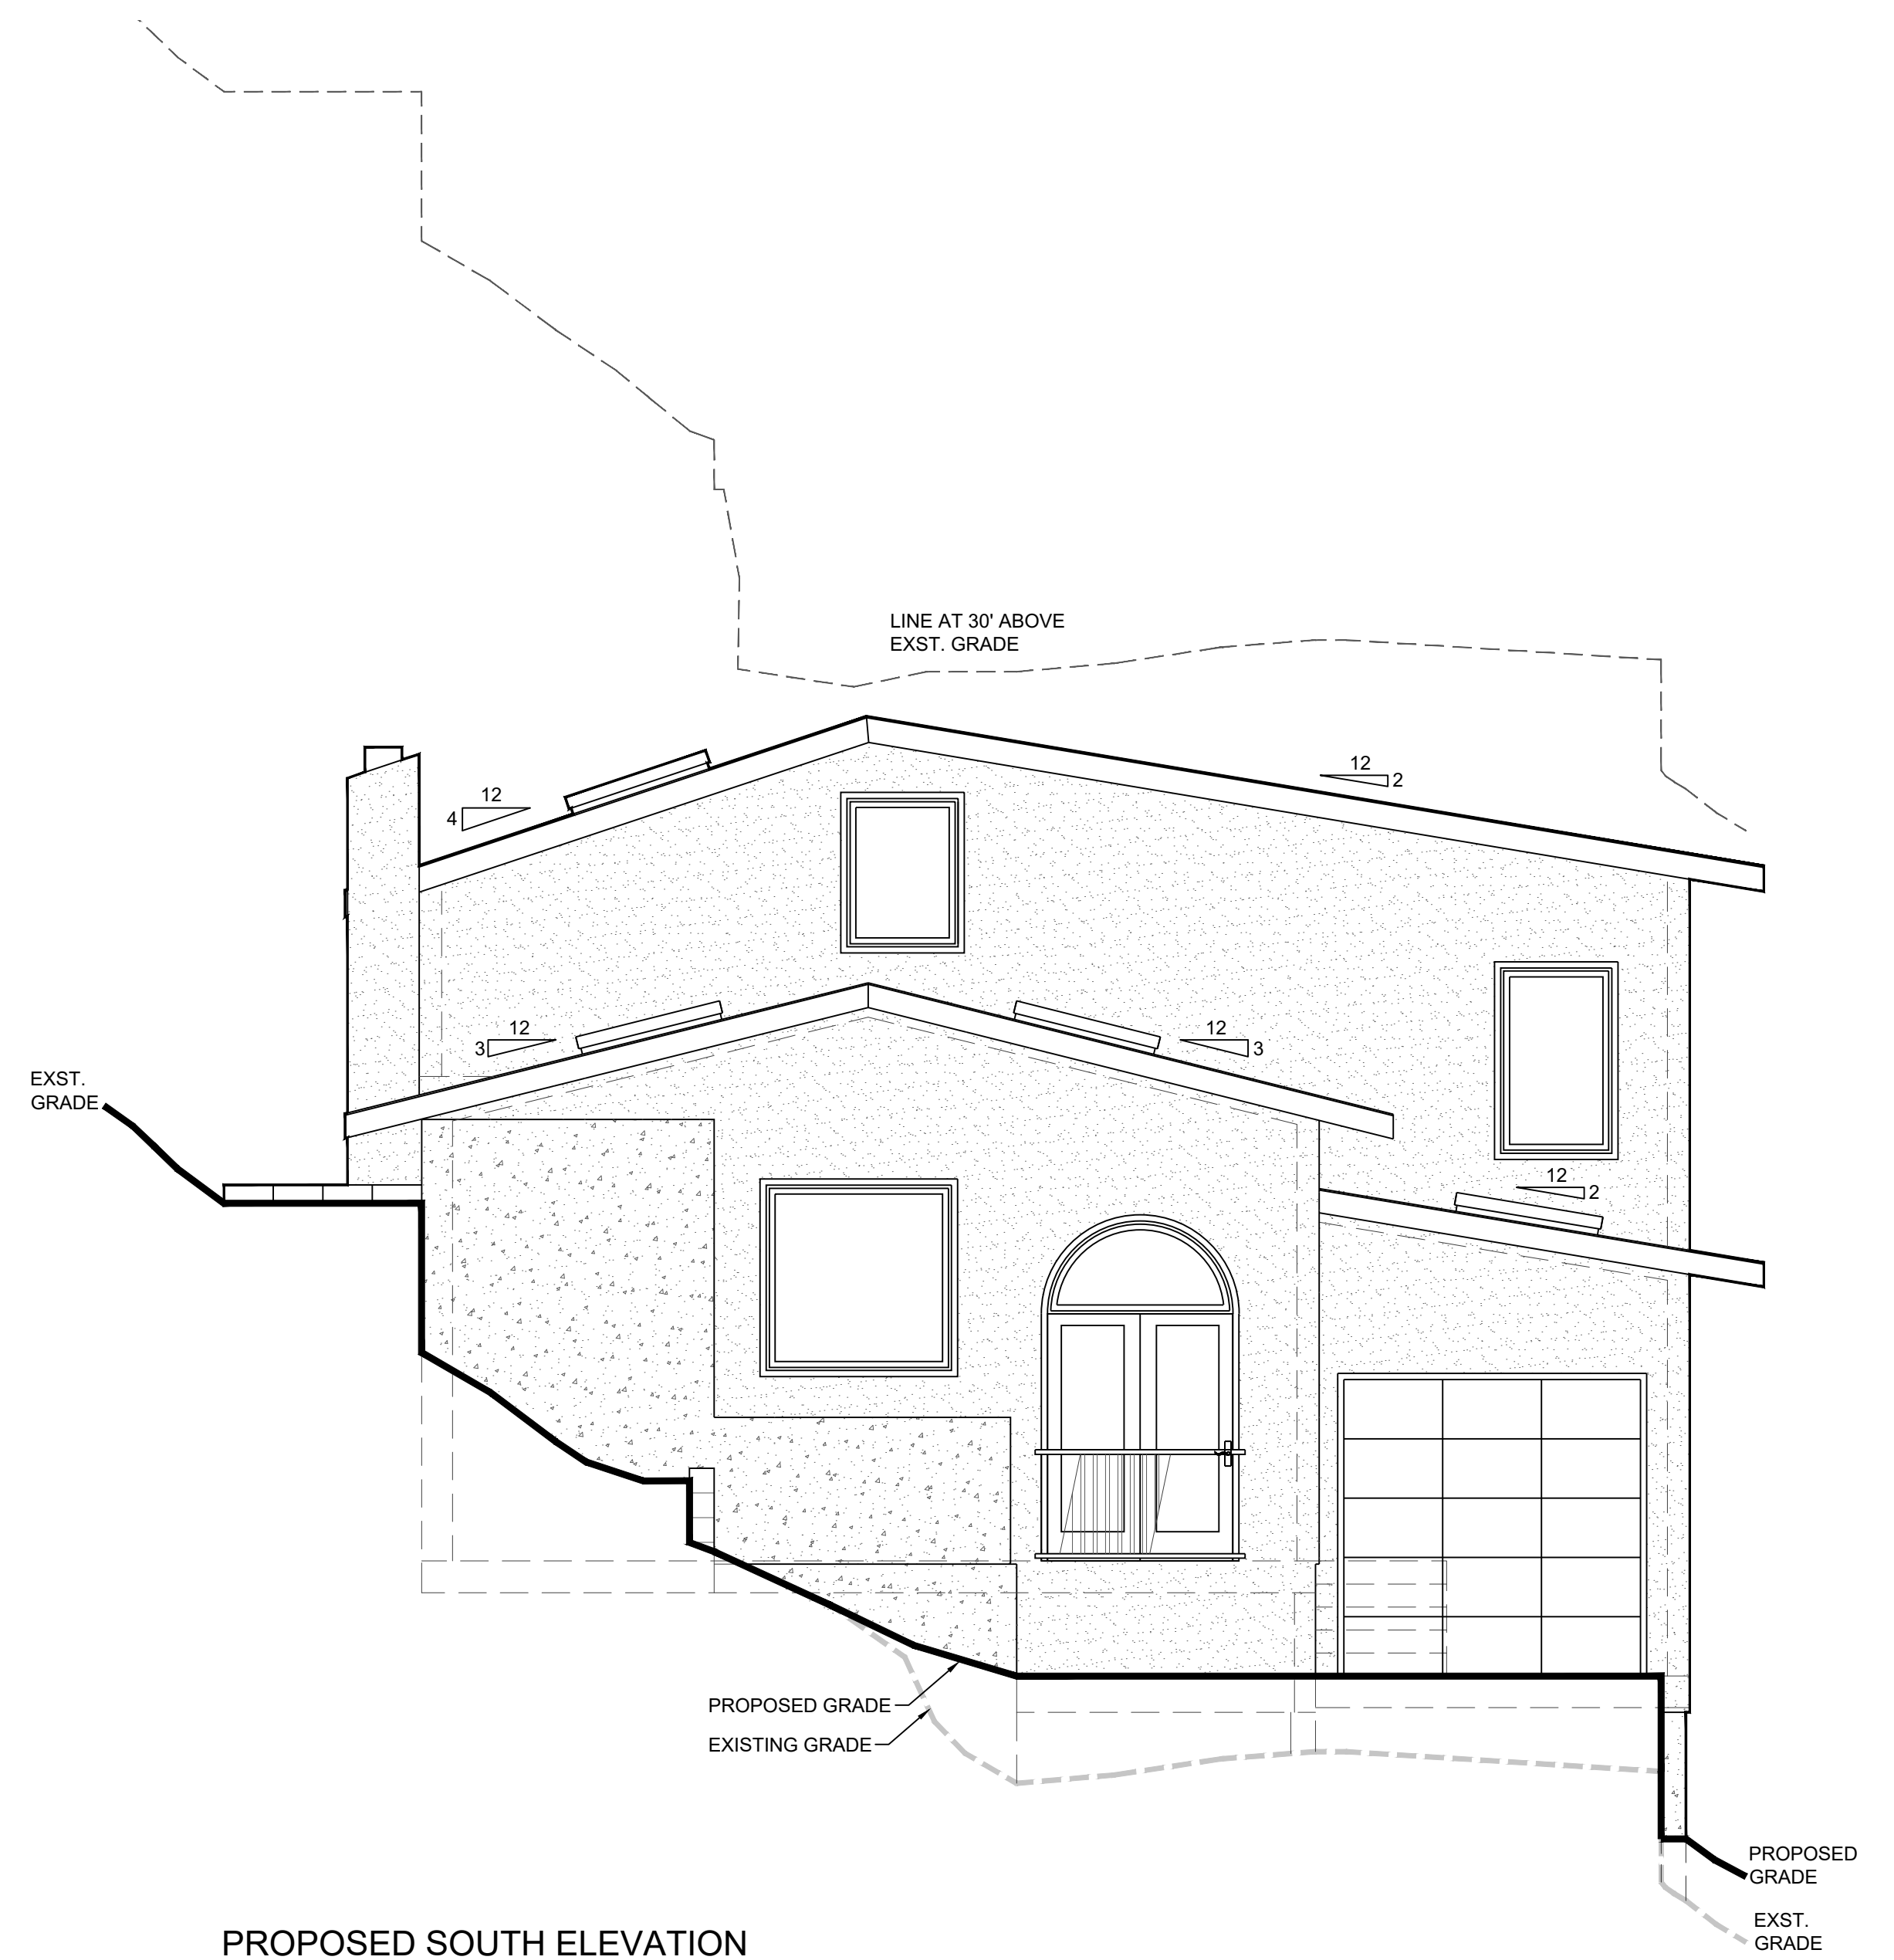 LINE AT 30' ABOVE
EXST. GRADE
12
2
12
4
12
3
12
3
EXST.
GRADE
12
2
PROPOSED GRADE
EXISTING GRADE
PROPOSED
GRADE
EXST.
GRADE
PROPOSED SOUTH ELEVATION